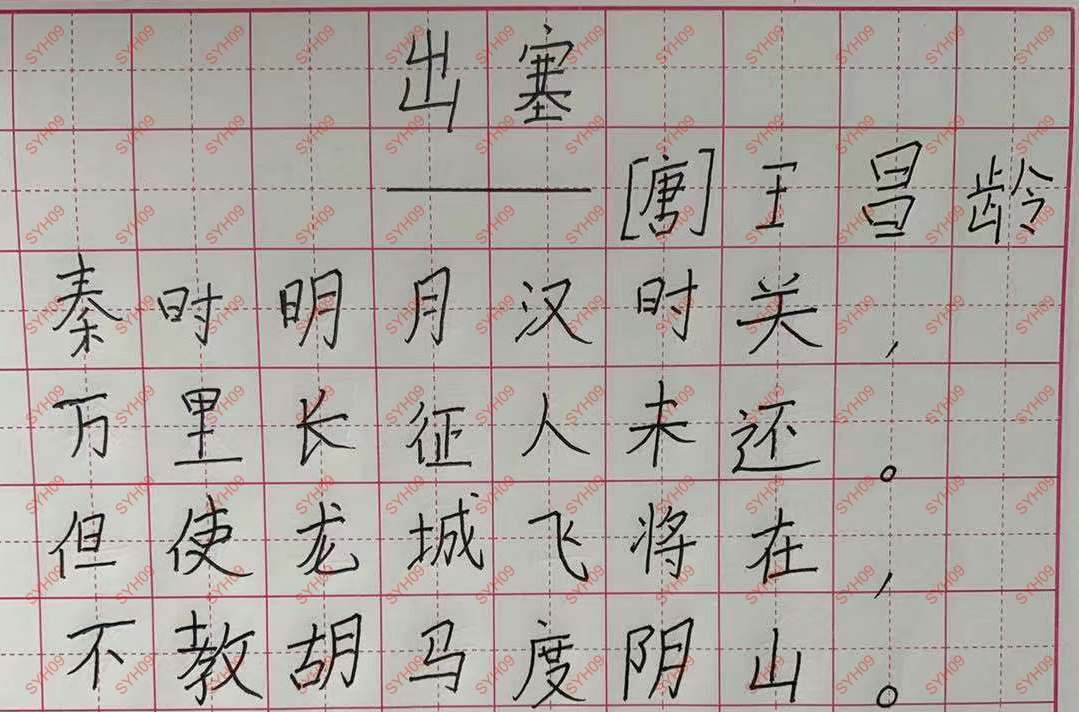 出塞
——[唐]王昌龄
秦时明月汉时关，
万里长征人未还。
但使龙城飞将在，
不教胡马度阴山。